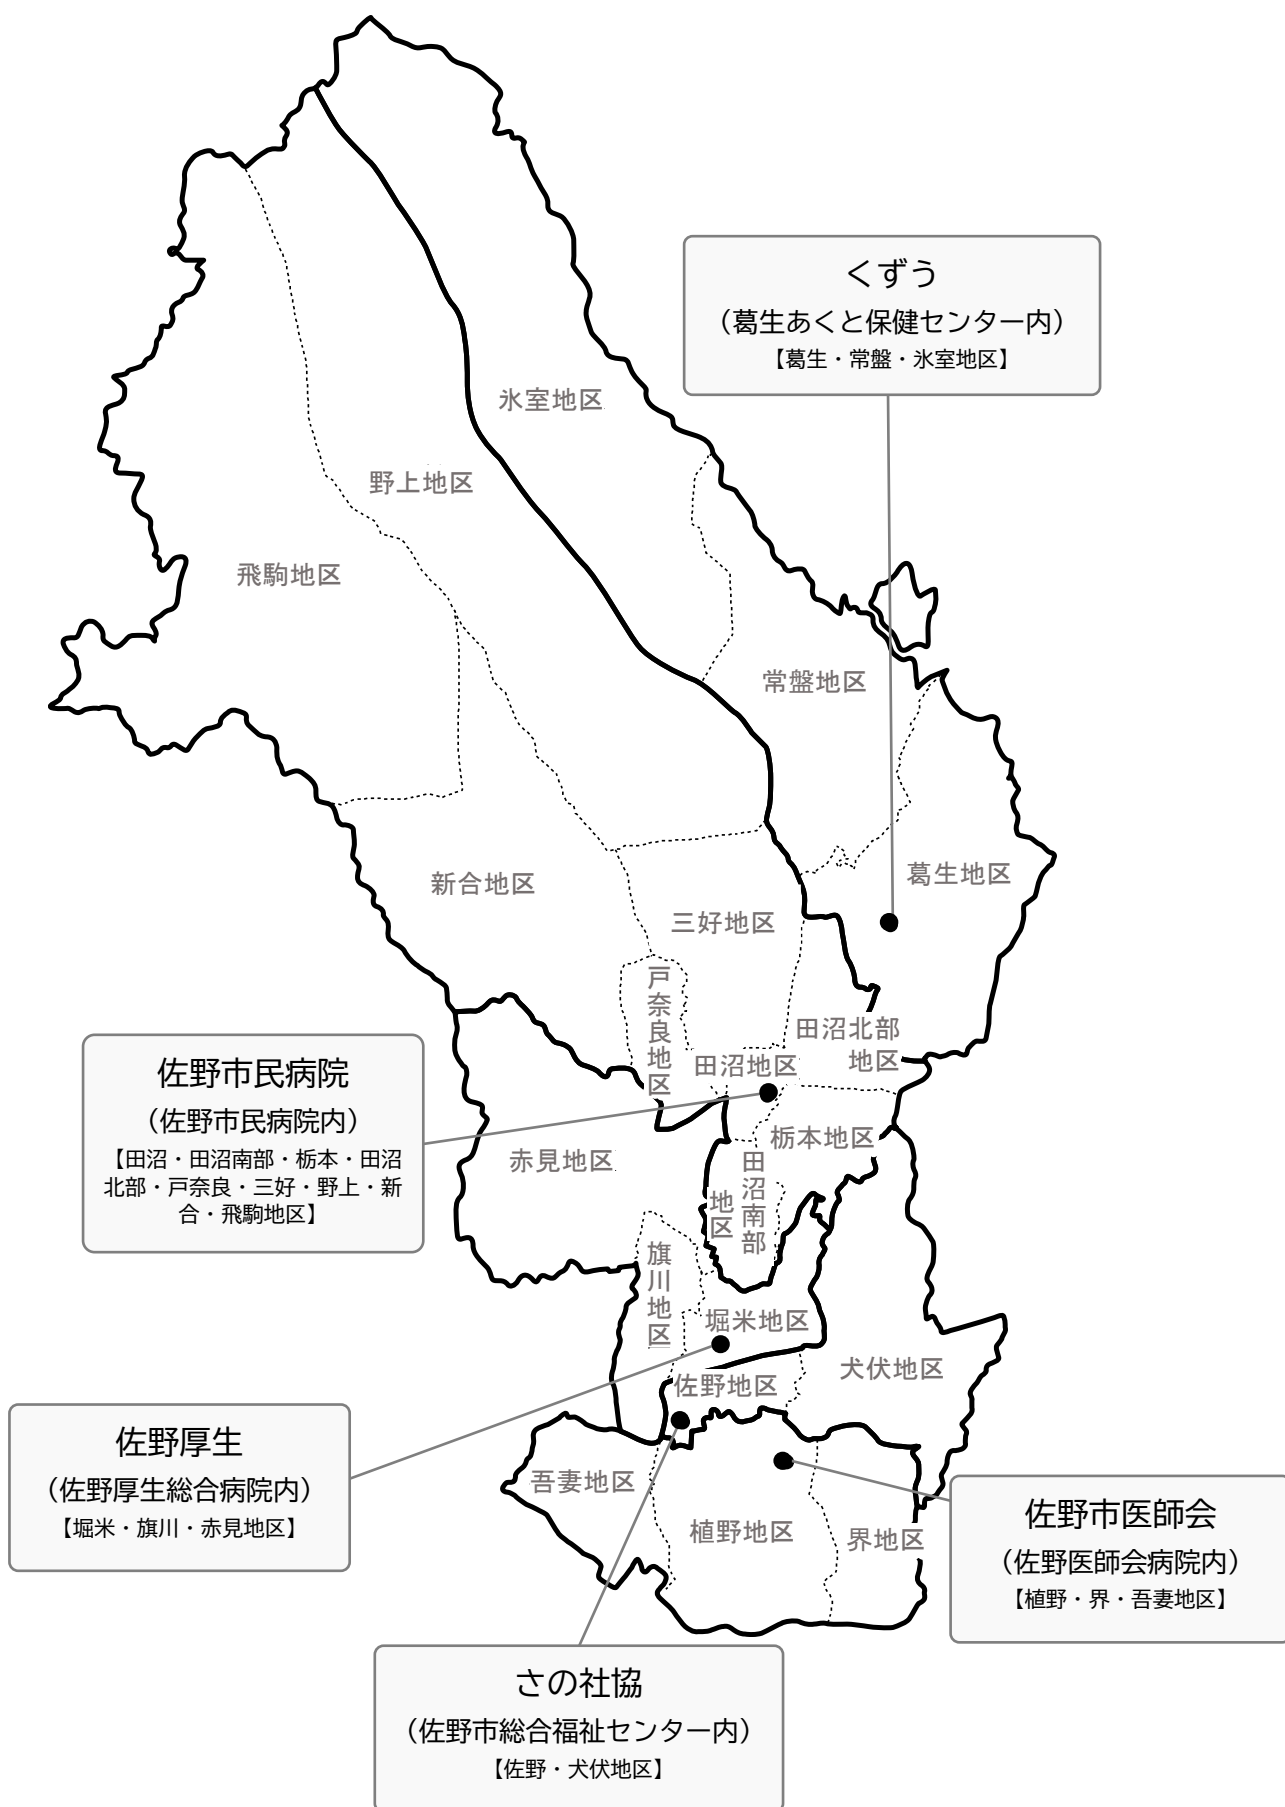 くずう
（葛生あくと保健センター内）
【葛生・常盤・氷室地区】
氷室地区
野上地区
飛駒地区
常盤地区
葛生地区
新合地区
三好地区
戸奈良地区
田沼北部
地区
田沼地区
佐野市民病院
（佐野市民病院内）
【田沼・田沼南部・栃本・田沼
北部・戸奈良・三好・野上・新
合・飛駒地区】
栃本地区
赤見地区
田沼南部
地区
旗川地区
堀米地区
犬伏地区
佐野地区
佐野厚生
（佐野厚生総合病院内）
【堀米・旗川・赤見地区】
吾妻地区
植野地区
界地区
佐野市医師会
（佐野医師会病院内）
【植野・界・吾妻地区】
さの社協
（佐野市総合福祉センター内）
【佐野・犬伏地区】